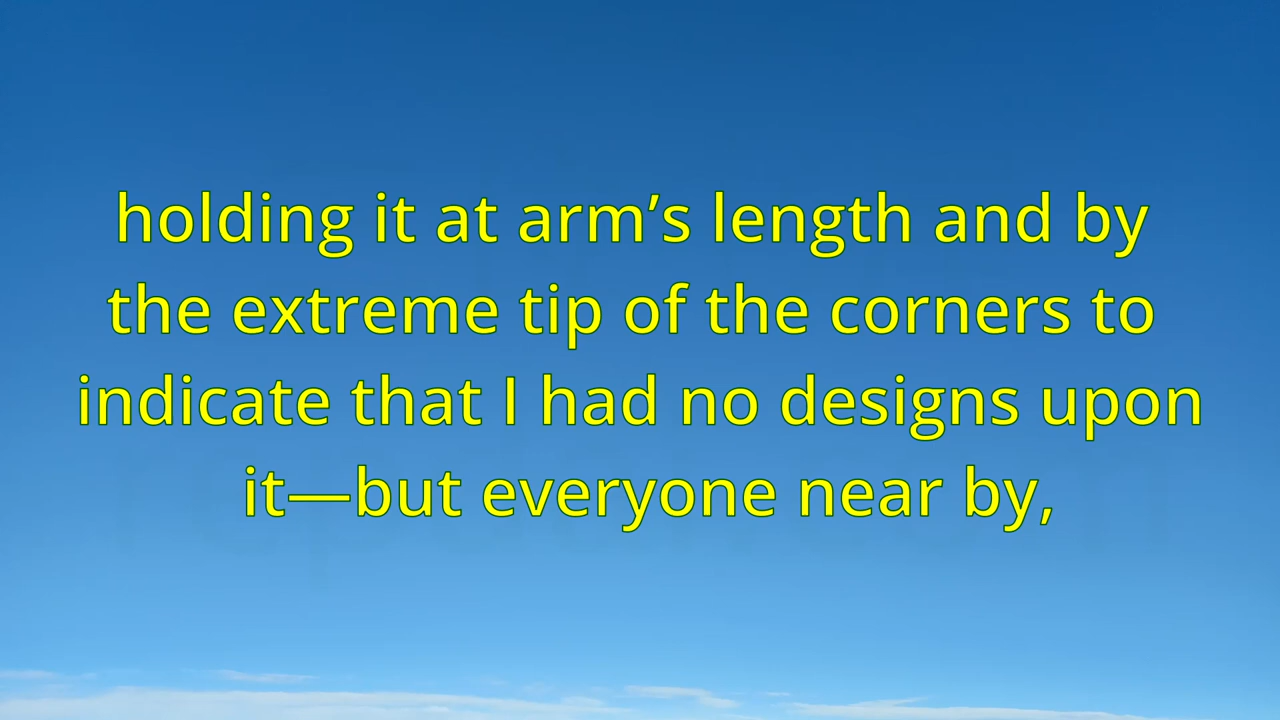 holding it at arm’s length and by
the extreme tip of the corners to
indicate that I had no designs upon
it—but everyone near by,